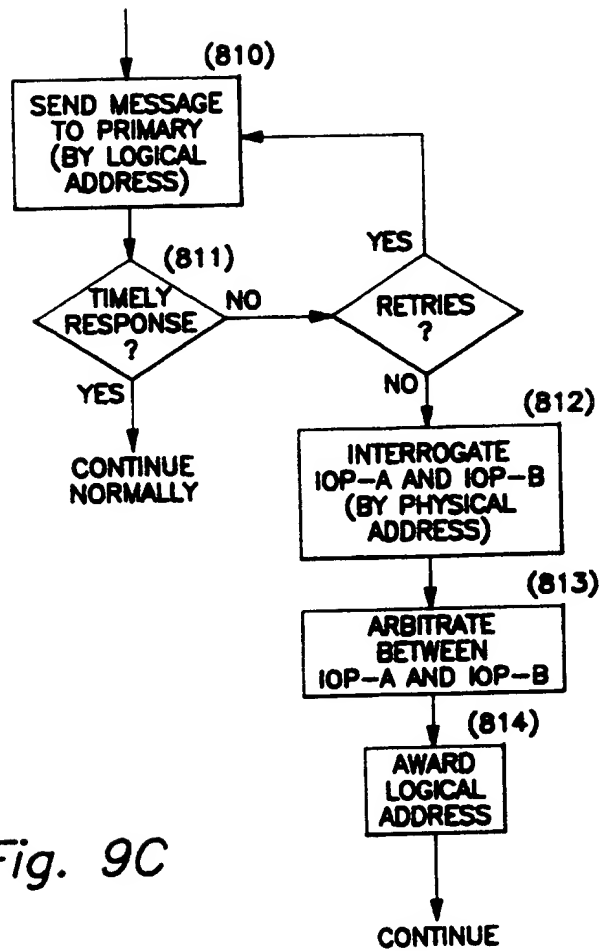 (810)
SEND MESSAGE
TO PRIMARY
(BY LOGICAL
ADDRESS)
(811)
TIMELY
RESPONSE
?
NO
YES
CONTINUE
NORMALLY
YES
RETRIES
?
NO
(812)
INTERROGATE
IOP-A AND IOP-B
(BY PHYSICAL
ADDRESS)
(813)
ARBITRATE
BETWEEN
IOP-A AND IOP-B
(814)
AWARD
LOGICAL
ADDRESS
CONTINUE
Fig. 9C